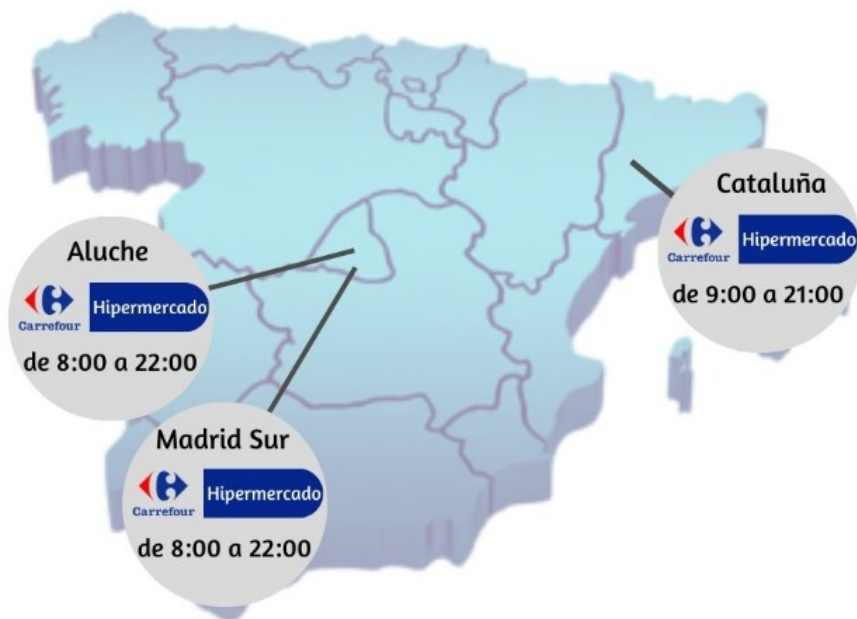 Cataluña
Carrefour
Hipermercado
de 9:00 a 21:00
Aluche
Carrefour
Hipermercado
de 8:00 a 22:00
Madrid Sur
Carrefour
Hipermercado
de 8:00 a 22:00